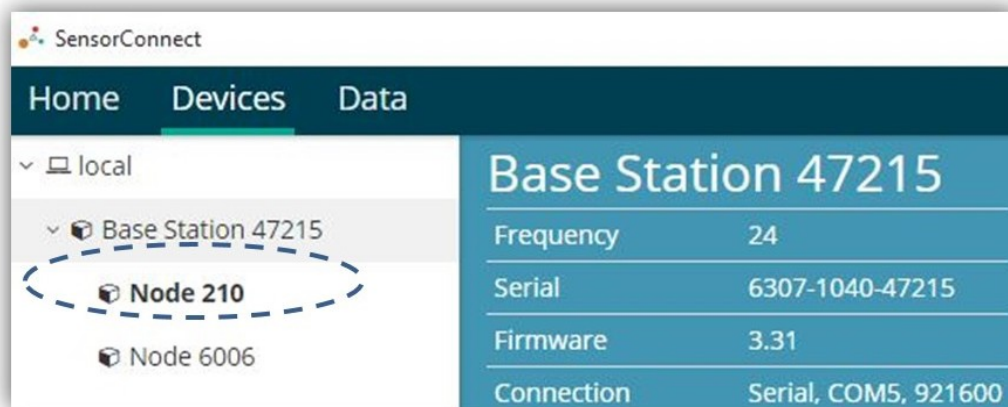 SensorConnect
Home Devices Data
local
Base Station 47215
Node 210
Node 6006
Base Station 47215
Frequency 24
Serial 6307-1040-47215
Firmware 3.31
Connection Serial, COM5, 921600